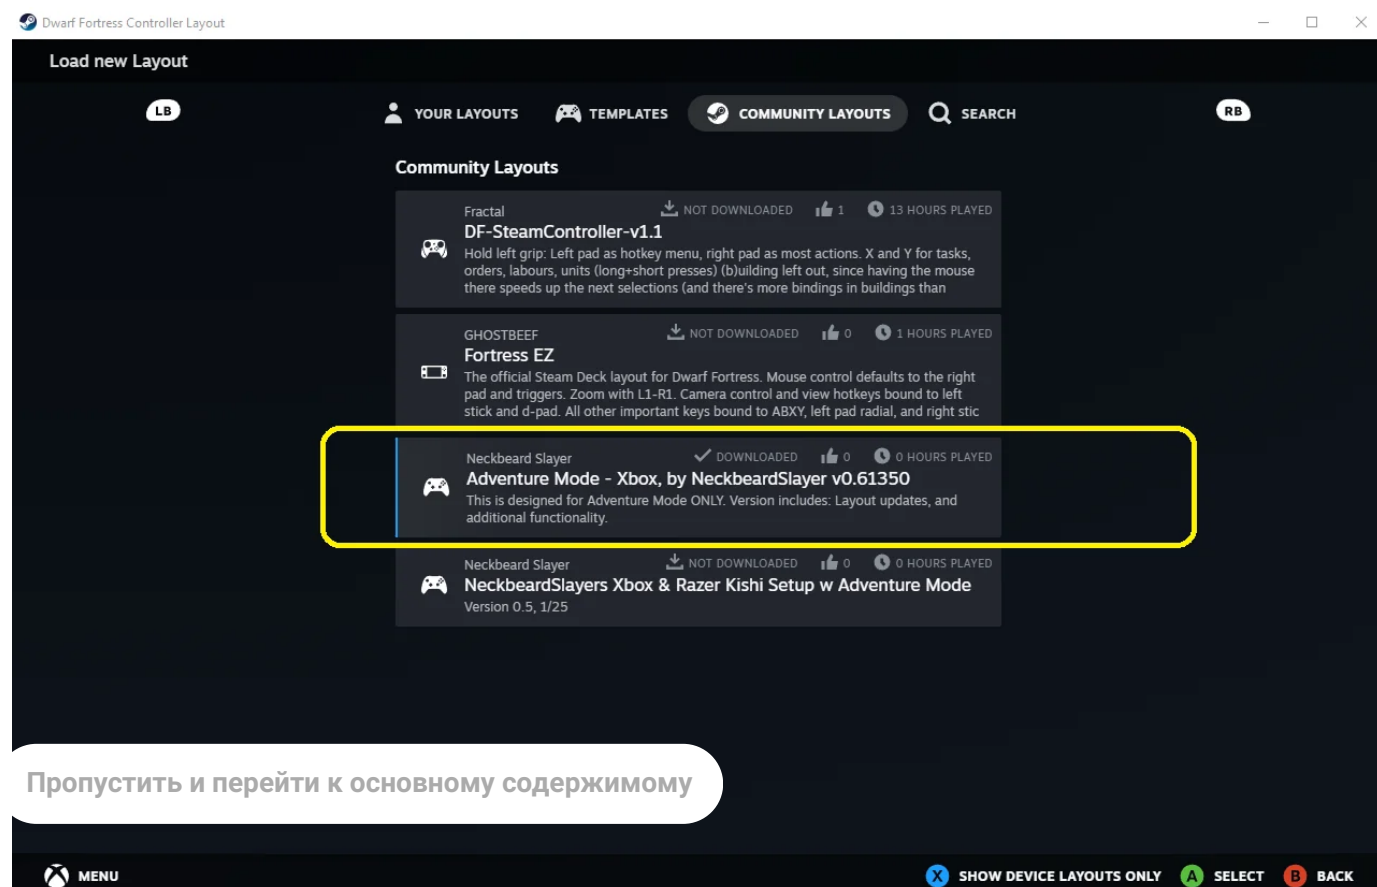 Dwarf Fortress Controller Layout
Load new Layout
LB
YOUR LAYOUTS
TEMPLATES
COMMUNITY LAYOUTS
SEARCH
RB
Community Layouts
Fractal
NOT DOWNLOADED
1
13 HOURS PLAYED
DF-SteamController-v1.1
Hold left grip: Left pad as hotkey menu, right pad as most actions. X and Y for tasks,
orders, labours, units (long+short presses) (b)uilding left out, since having the mouse
there speeds up the next selections (and there's more bindings in buildings than
GHOSTBEEF
NOT DOWNLOADED
0
1 HOURS PLAYED
Fortress EZ
The official Steam Deck layout for Dwarf Fortress. Mouse control defaults to the right
pad and triggers. Zoom with L1-R1. Camera control and view hotkeys bound to left
stick and d-pad. All other important keys bound to ABXY, left pad radial, and right stic
Neckbeard Slayer
DOWNLOADED
0
0 HOURS PLAYED
Adventure Mode - Xbox, by NeckbeardSlayer v0.61350
This is designed for Adventure Mode ONLY. Version includes: Layout updates, and
additional functionality.
Neckbeard Slayer
NOT DOWNLOADED
0
0 HOURS PLAYED
NeckbeardSlayers Xbox & Razer Kishi Setup w Adventure Mode
Version 0.5, 1/25
Пропустить и перейти к основному содержимому
MENU
X SHOW DEVICE LAYOUTS ONLY
A SELECT
B BACK